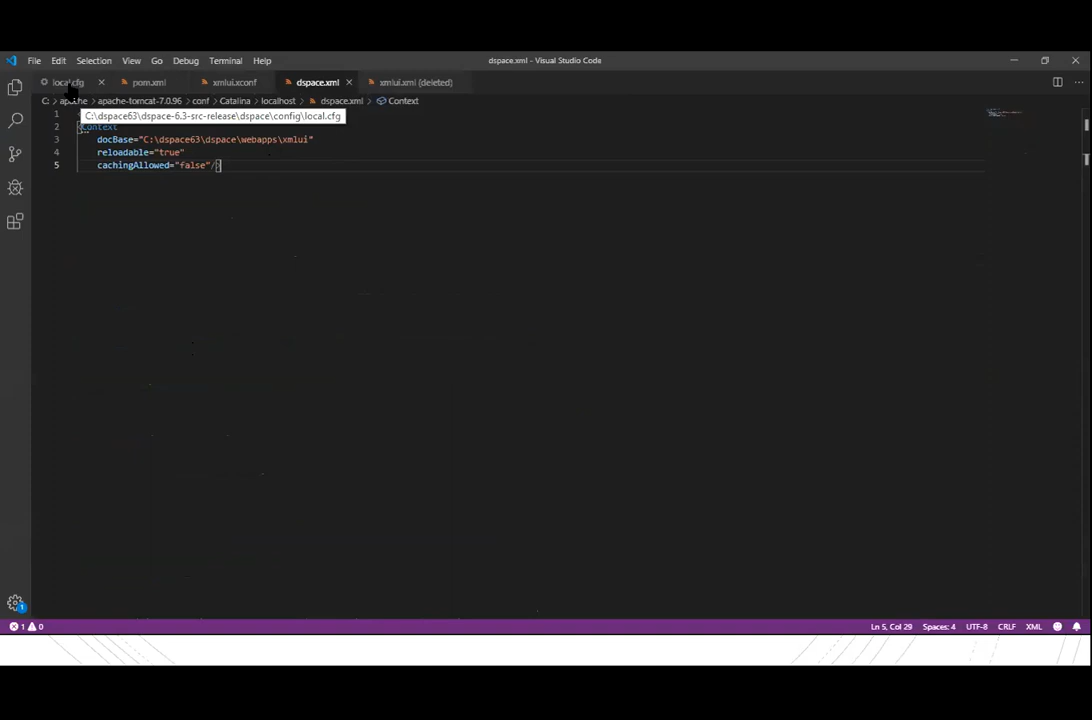 File Edit Selection View Go Debug Terminal Help
dspace.xml - Visual Studio Code
local.cfg pom.xml xmlui.xconf dspace.xml xmlui.xml (deleted)
C: > apache > apache-tomcat-7.0.96 > conf > Catalina > localhost > dspace.xml > Context
1
C:\dspace63\dspace-6.3-src-release\dspace\config\local.cfg
2 <Context
3 docBase="C:\dspace63\dspace\webapps\xmlui"
4 reloadable="true"
5 cachingAllowed="false"/>
1
1 0
Ln 5, Col 29 Spaces: 4 UTF-8 CRLF XML